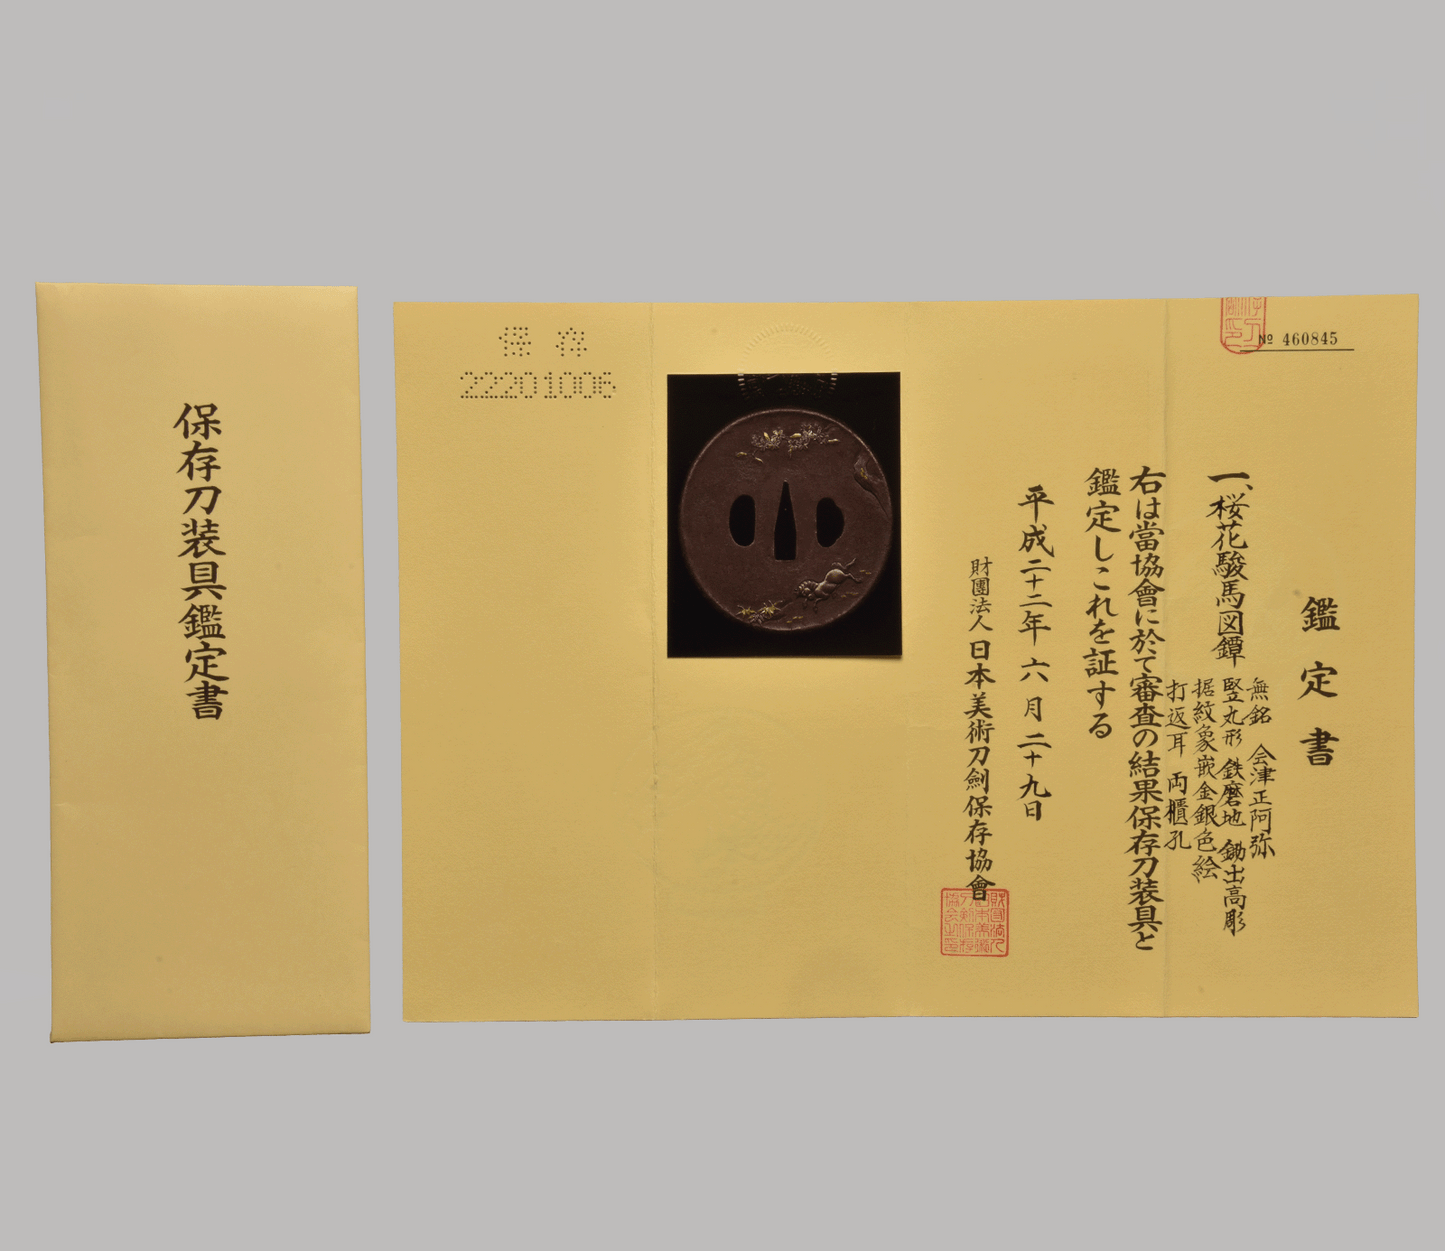 保存刀装具鑑定書
№ 460845
鑑定書
一、桜花駿馬図鐔
無銘 会津正阿弥
竪丸形 鉄磨地 鋤出高彫
据紋象嵌金銀色絵
打返耳 両櫃孔
右は當協會に於て審査の結果保存刀装具と
鑑定しこれを証する
平成二十二年六月二十九日
財團法人 日本美術刀劍保存協會
保存
22201006